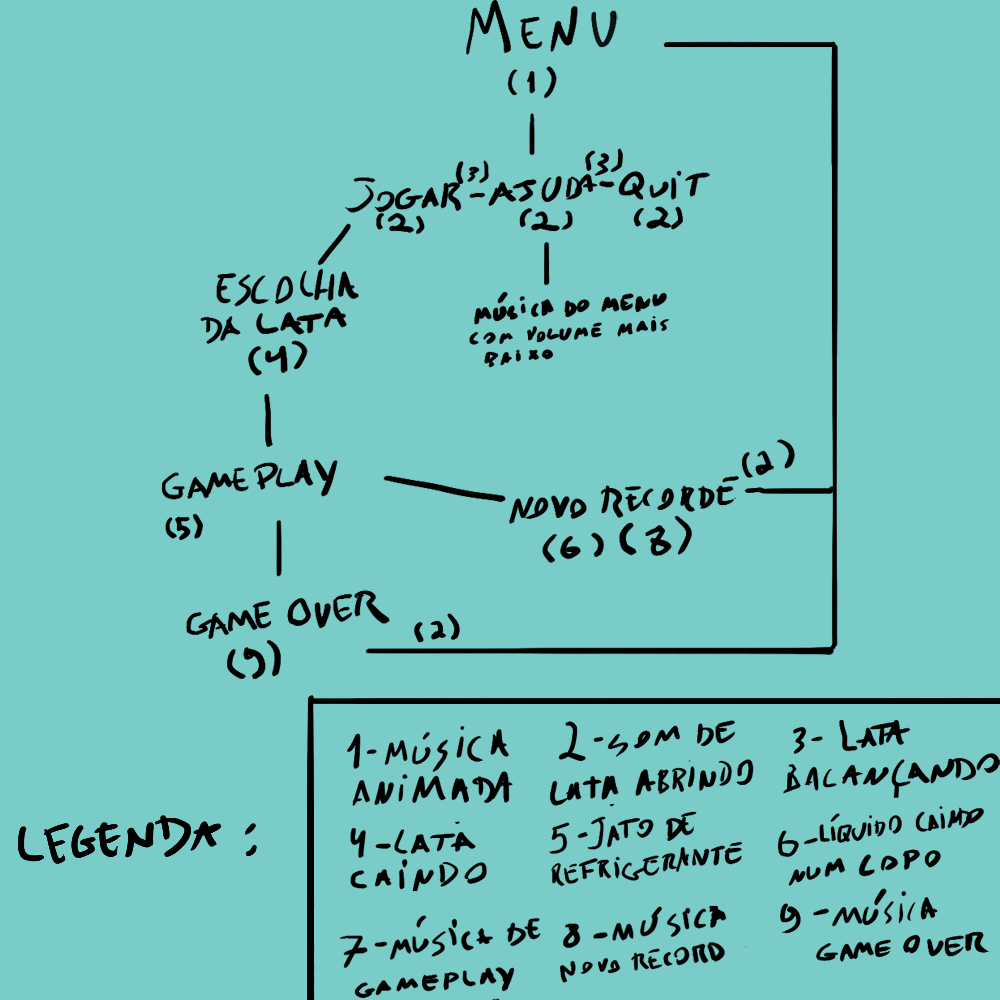 MENU
(1)
(3) (3)
JOGAR-AJUDA-QUIT
(2) (2) (2)
ESCOLHA
DA LATA
(4)
MÚSICA DO MENU
COM VOLUME MAIS
BAIXO
GAMEPLAY
(5)
(2)
NOVO RECORDE
(6) (8)
GAME OVER
(9)
(2)
LEGENDA:
1-MÚSICA
ANIMADA
2-SOM DE
LATA ABRINDO
3- LATA
BALANÇANDO
4-LATA
CAINDO
5-JATO DE
REFRIGERANTE
6-LÍQUIDO CAINDO
NUM COPO
7-MÚSICA DE
GAMEPLAY
8-MÚSICA
NOVO RECORD
9-MÚSICA
GAME OVER